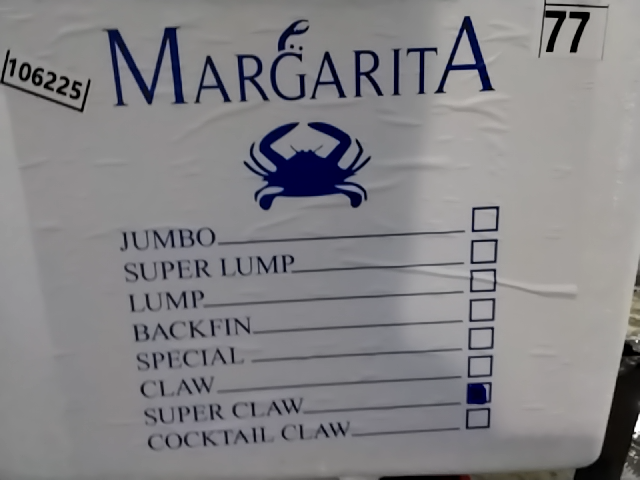 106225
MARGARITA
77
JUMBO
SUPER LUMP
LUMP
BACKFIN
SPECIAL
CLAW
SUPER CLAW
COCKTAIL CLAW